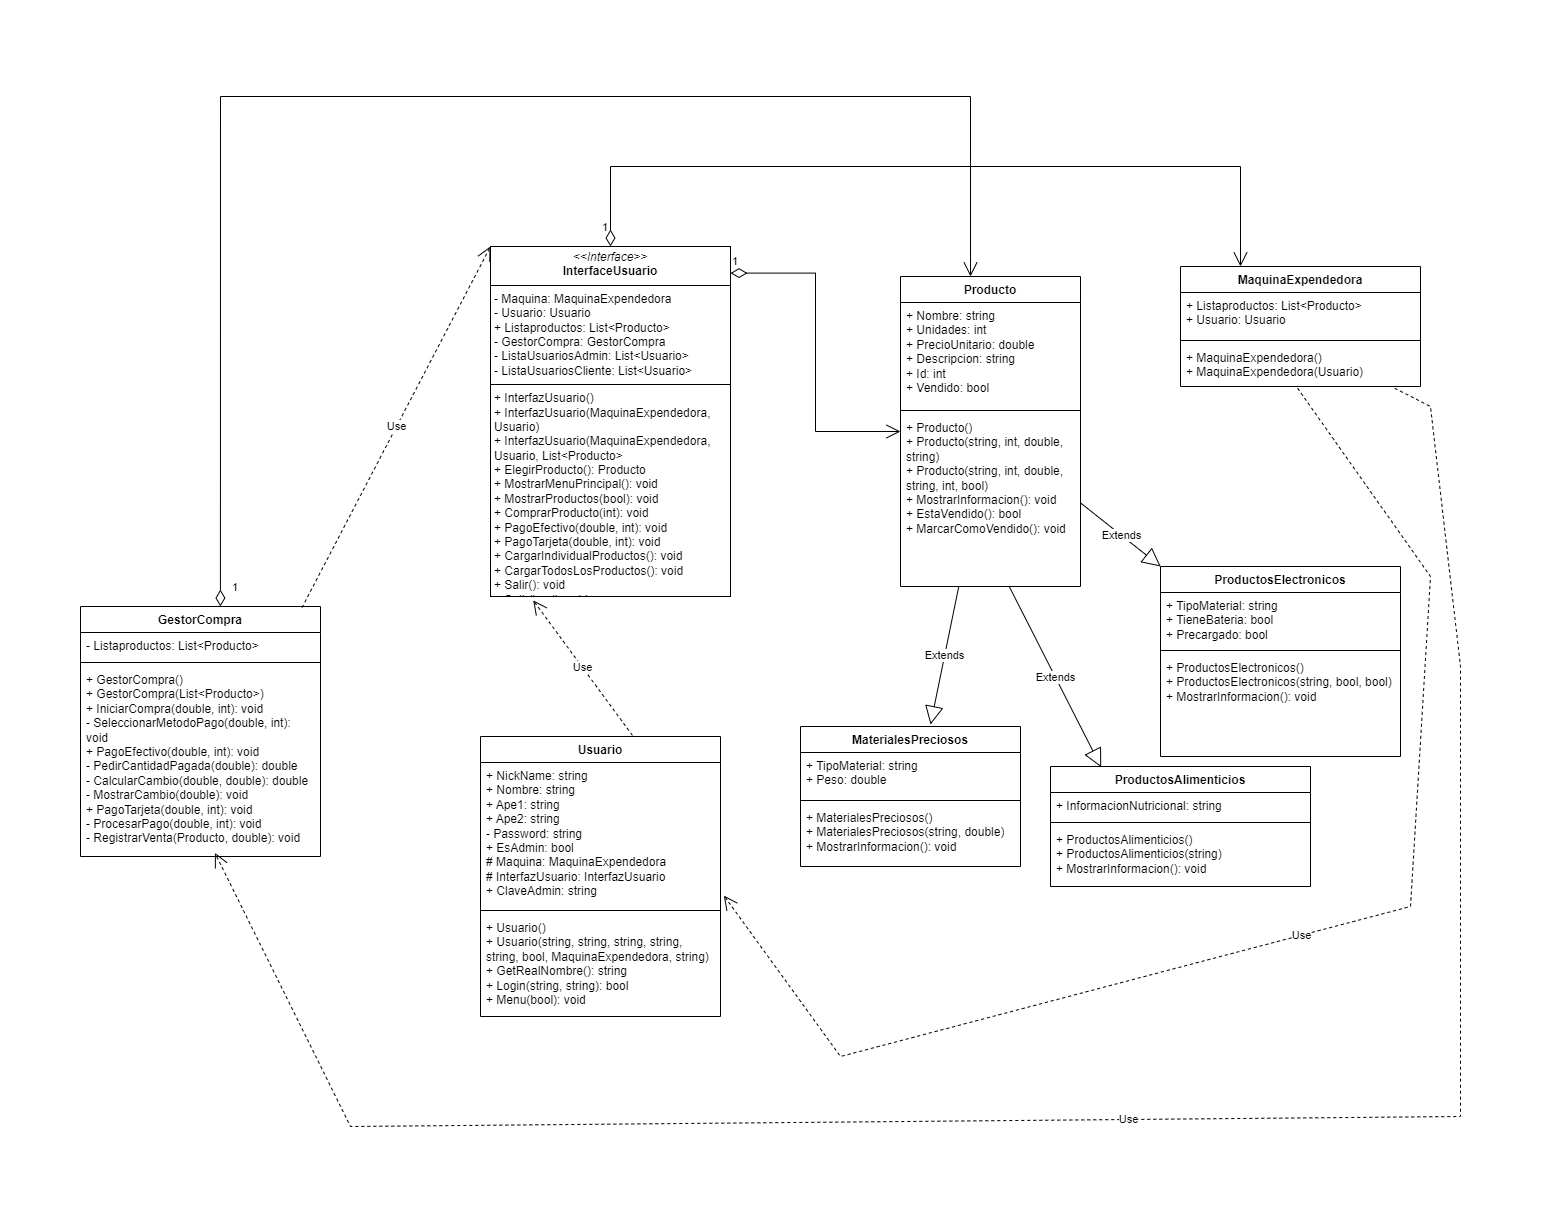 1
<<Interface>>
InterfaceUsuario
- Maquina: MaquinaExpendedora
- Usuario: Usuario
+ Listaproductos: List<Producto>
- GestorCompra: GestorCompra
- ListaUsuariosAdmin: List<Usuario>
- ListaUsuariosCliente: List<Usuario>
+ InterfazUsuario()
+ InterfazUsuario(MaquinaExpendedora,
Usuario)
+ InterfazUsuario(MaquinaExpendedora,
Usuario, List<Producto>
+ ElegirProducto(): Producto
+ MostrarMenuPrincipal(): void
+ MostrarProductos(bool): void
+ ComprarProducto(int): void
+ PagoEfectivo(double, int): void
+ PagoTarjeta(double, int): void
+ CargarIndividualProductos(): void
+ CargarTodosLosProductos(): void
+ Salir(): void
1
Producto
+ Nombre: string
+ Unidades: int
+ PrecioUnitario: double
+ Descripcion: string
+ Id: int
+ Vendido: bool
+ Producto()
+ Producto(string, int, double,
string)
+ Producto(string, int, double,
string, int, bool)
+ MostrarInformacion(): void
+ EstaVendido(): bool
+ MarcarComoVendido(): void
MaquinaExpendedora
+ Listaproductos: List<Producto>
+ Usuario: Usuario
+ MaquinaExpendedora()
+ MaquinaExpendedora(Usuario)
Use
Extends
ProductosElectronicos
+ TipoMaterial: string
+ TieneBateria: bool
+ Precargado: bool
+ ProductosElectronicos()
+ ProductosElectronicos(string, bool, bool)
+ MostrarInformacion(): void
1
GestorCompra
- Listaproductos: List<Producto>
+ GestorCompra()
+ GestorCompra(List<Producto>)
+ IniciarCompra(double, int): void
- SeleccionarMetodoPago(double, int):
void
+ PagoEfectivo(double, int): void
- PedirCantidadPagada(double): double
- CalcularCambio(double, double): double
- MostrarCambio(double): void
+ PagoTarjeta(double, int): void
- ProcesarPago(double, int): void
- RegistrarVenta(Producto, double): void
Use
Extends
Extends
Usuario
+ NickName: string
+ Nombre: string
+ Ape1: string
+ Ape2: string
- Password: string
+ EsAdmin: bool
# Maquina: MaquinaExpendedora
# InterfazUsuario: InterfazUsuario
+ ClaveAdmin: string
+ Usuario()
+ Usuario(string, string, string, string,
string, bool, MaquinaExpendedora, string)
+ GetRealNombre(): string
+ Login(string, string): bool
+ Menu(bool): void
MaterialesPreciosos
+ TipoMaterial: string
+ Peso: double
+ MaterialesPreciosos()
+ MaterialesPreciosos(string, double)
+ MostrarInformacion(): void
ProductosAlimenticios
+ InformacionNutricional: string
+ ProductosAlimenticios()
+ ProductosAlimenticios(string)
+ MostrarInformacion(): void
Use
Use